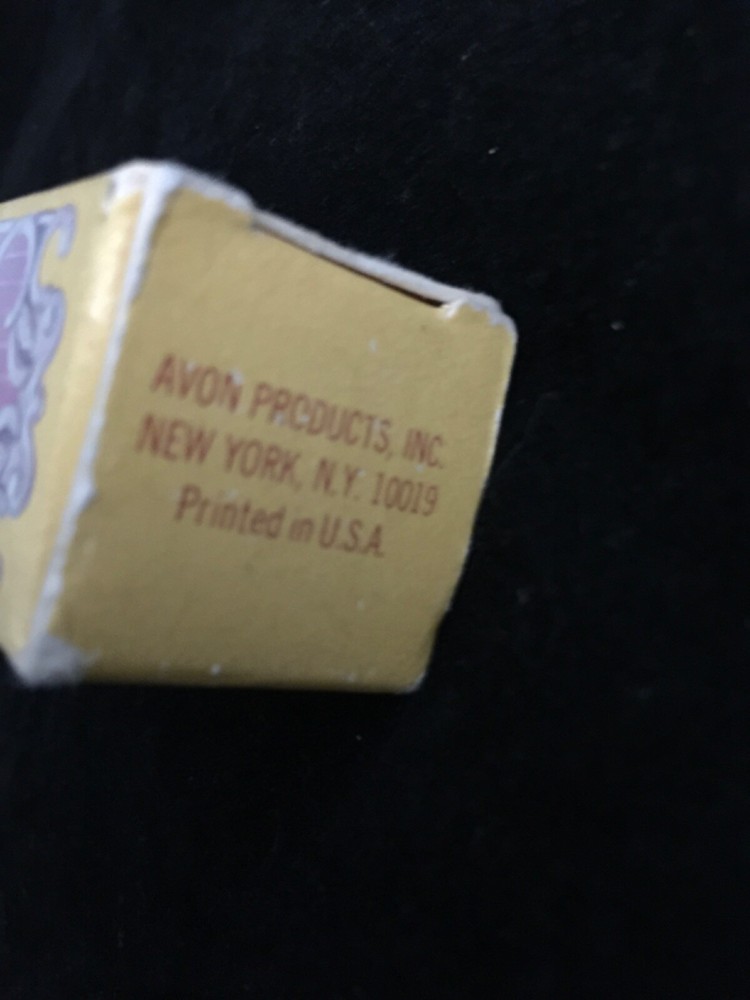 AVON PRODUCTS, INC.
NEW YORK, N.Y. 10019
Printed in U.S.A.